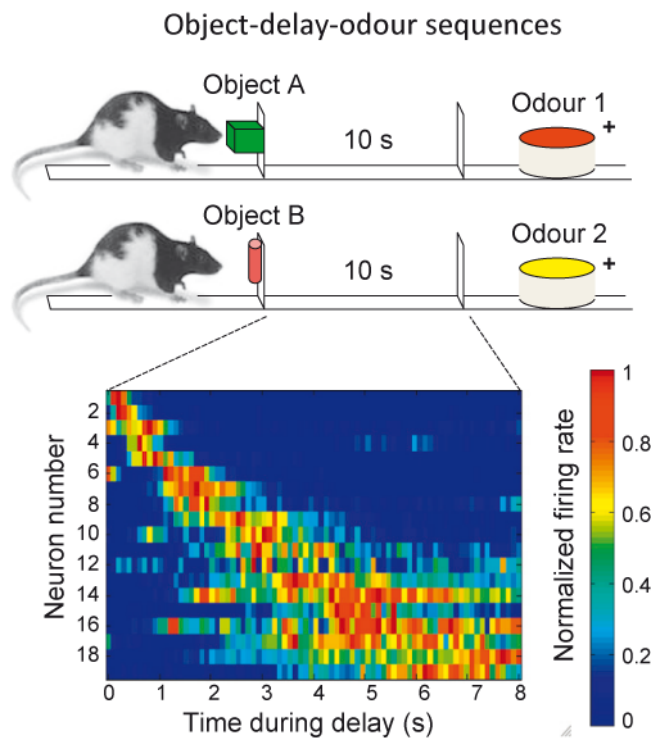 Object-delay-odour sequences
Object A
Odour 1
10 s
+
Object B
Odour 2
10 s
+
Neuron number
2
4
6
8
10
12
14
16
18
0 1 2 3 4 5 6 7 8
Time during delay (s)
1
0.8
0.6
0.4
0.2
0
Normalized firing rate